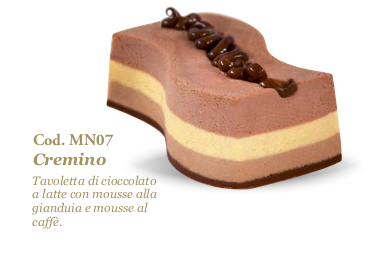 Cod. MN07
Cremino
Tavoletta di cioccolato
a latte con mousse alla
gianduia e mousse al
caffè.